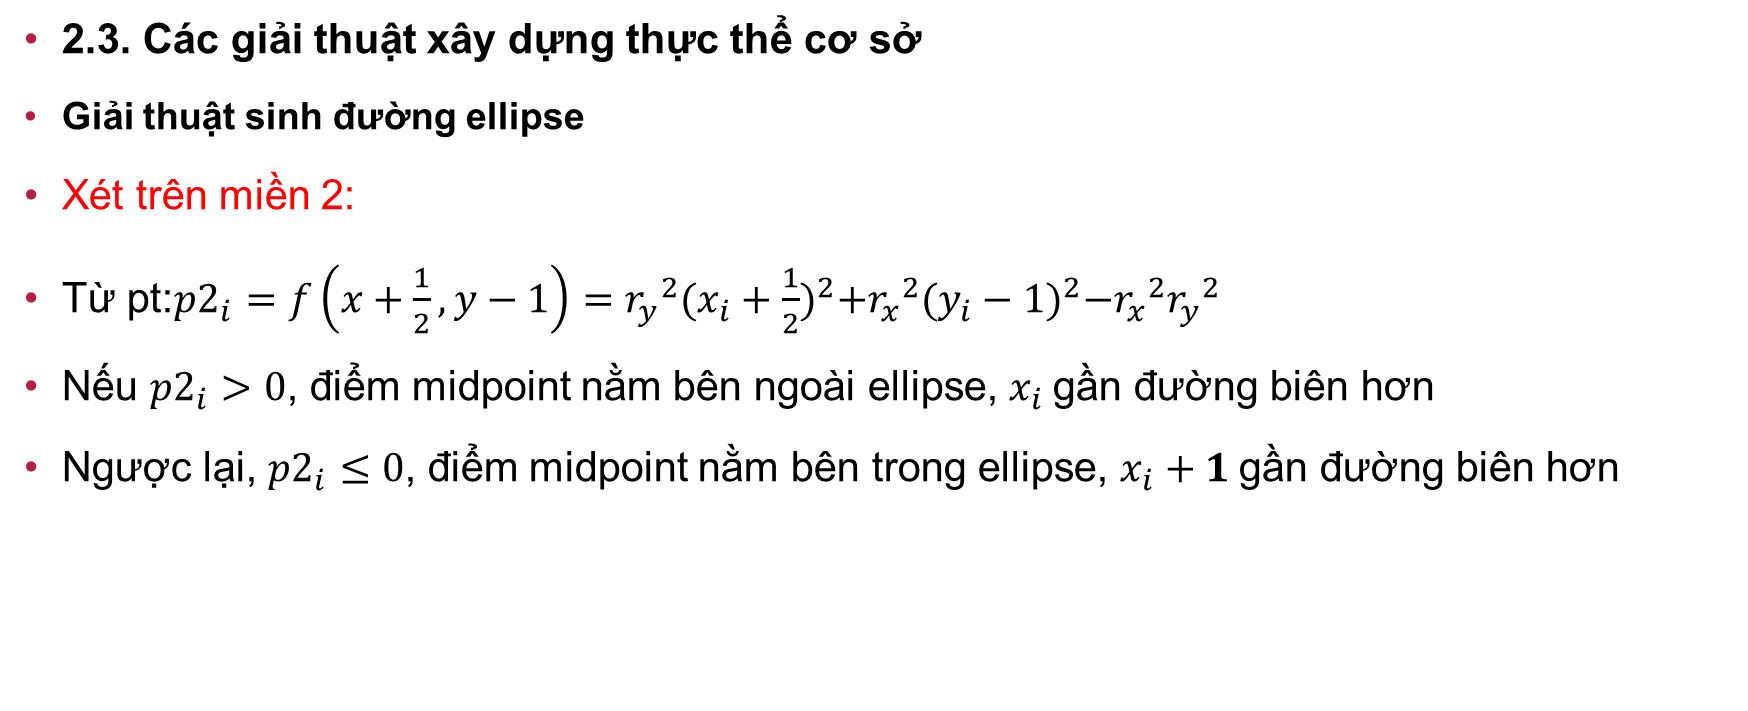 • 2.3. Các giải thuật xây dựng thực thể cơ sở
• Giải thuật sinh đường ellipse
• Xét trên miền 2:
• Từ pt:𝑝2ᵢ = 𝑓(𝑥 + 1/2, 𝑦 − 1) = 𝑟_𝑦²(𝑥ᵢ + 1/2)²+𝑟ₓ²(𝑦ᵢ − 1)²−𝑟ₓ²𝑟_𝑦²
• Nếu 𝑝2ᵢ > 0, điểm midpoint nằm bên ngoài ellipse, 𝑥ᵢ gần đường biên hơn
• Ngược lại, 𝑝2ᵢ ≤ 0, điểm midpoint nằm bên trong ellipse, 𝑥ᵢ + 𝟏 gần đường biên hơn